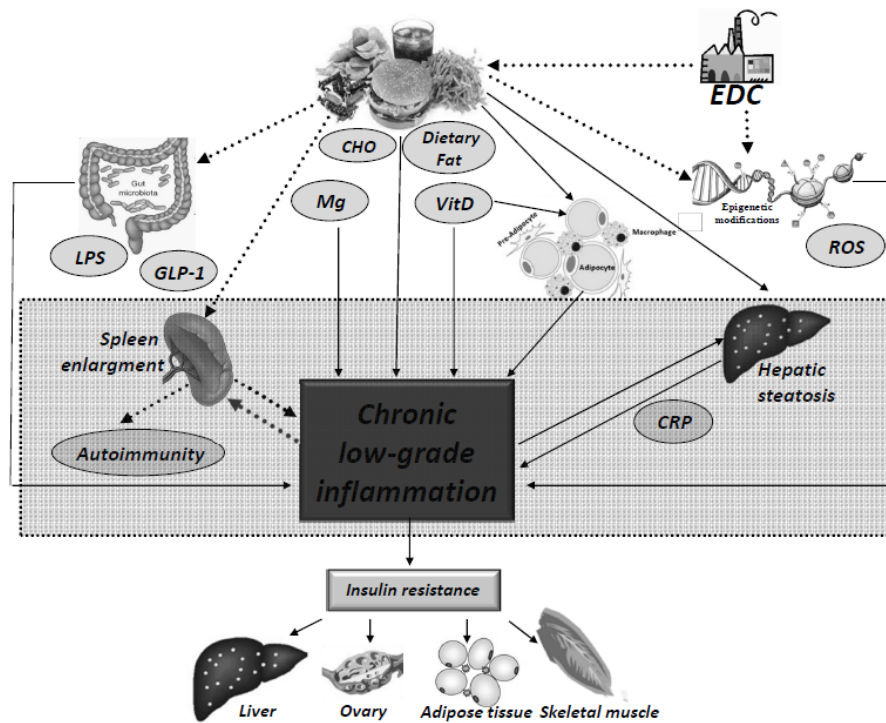 EDC
CHO
Dietary
Fat
Gut
microbiota
Mg
VitD
Pre-Adipocyte
Macrophage
Adipocyte
Epigenetic
modifications
LPS
GLP-1
ROS
Spleen
enlargment
Hepatic
steatosis
Chronic
low-grade
inflammation
CRP
Autoimmunity
Insulin resistance
Liver
Ovary
Adipose tissue
Skeletal muscle